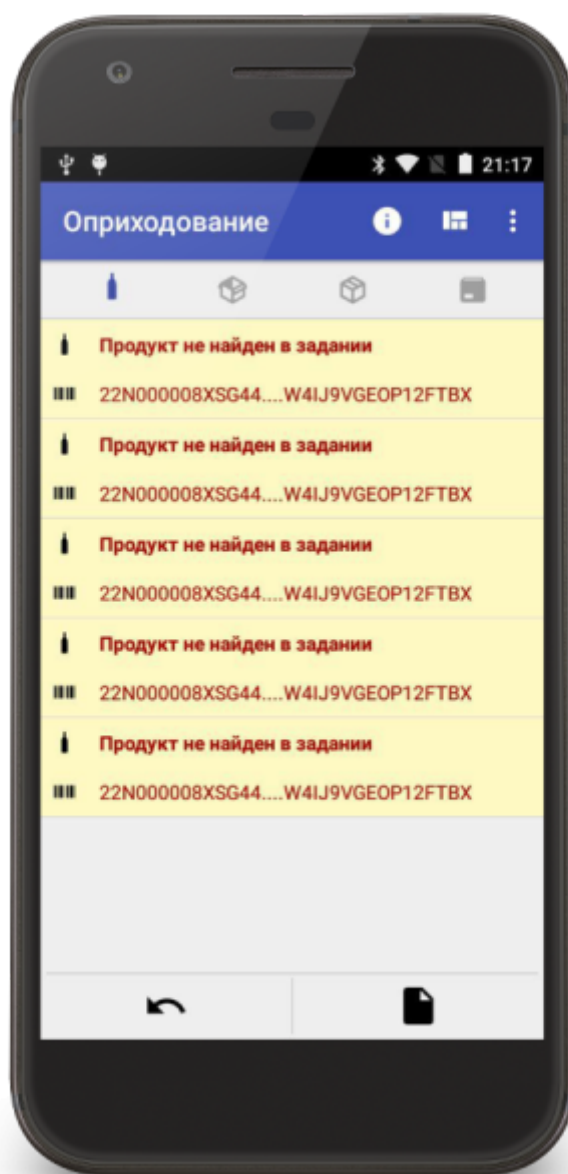 21:17
Оприходование
Продукт не найден в задании
22N000008XSG44....W4IJ9VGEOP12FTBX
Продукт не найден в задании
22N000008XSG44....W4IJ9VGEOP12FTBX
Продукт не найден в задании
22N000008XSG44....W4IJ9VGEOP12FTBX
Продукт не найден в задании
22N000008XSG44....W4IJ9VGEOP12FTBX
Продукт не найден в задании
22N000008XSG44....W4IJ9VGEOP12FTBX